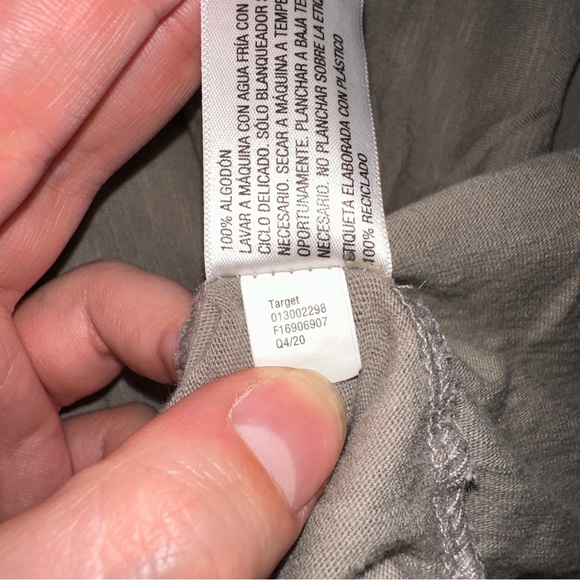 100% ALGODÓN
LAVAR A MÁQUINA CON AGUA FRÍA CON
CICLO DELICADO. SÓLO BLANQUEADOR
NECESARIO. SECAR A MÁQUINA A TEMPE
OPORTUNAMENTE. PLANCHAR A BAJA TE
NECESARIO. NO PLANCHAR SOBRE LA ETIQ
ETIQUETA ELABORADA CON PLÁSTICO
100% RECICLADO
Target
013002298
F16906907
Q4/20